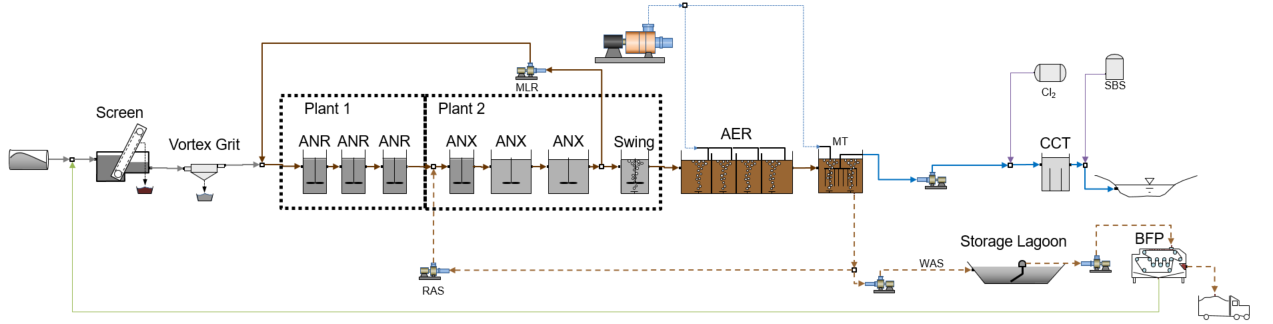 Screen
Vortex Grit
MLR
Plant 1
Plant 2
ANR ANR ANR
ANX ANX ANX
Swing
AER
MT
Cl₂
SBS
CCT
RAS
WAS
Storage Lagoon
BFP